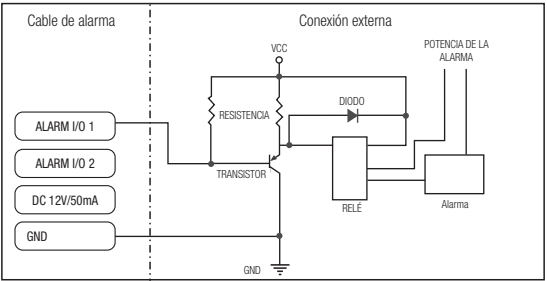 Cable de alarma
Conexión externa
VCC
POTENCIA DE LA
ALARMA
DIODO
RESISTENCIA
ALARM I/O 1
ALARM I/O 2
TRANSISTOR
DC 12V/50mA
RELÉ
Alarma
GND
GND